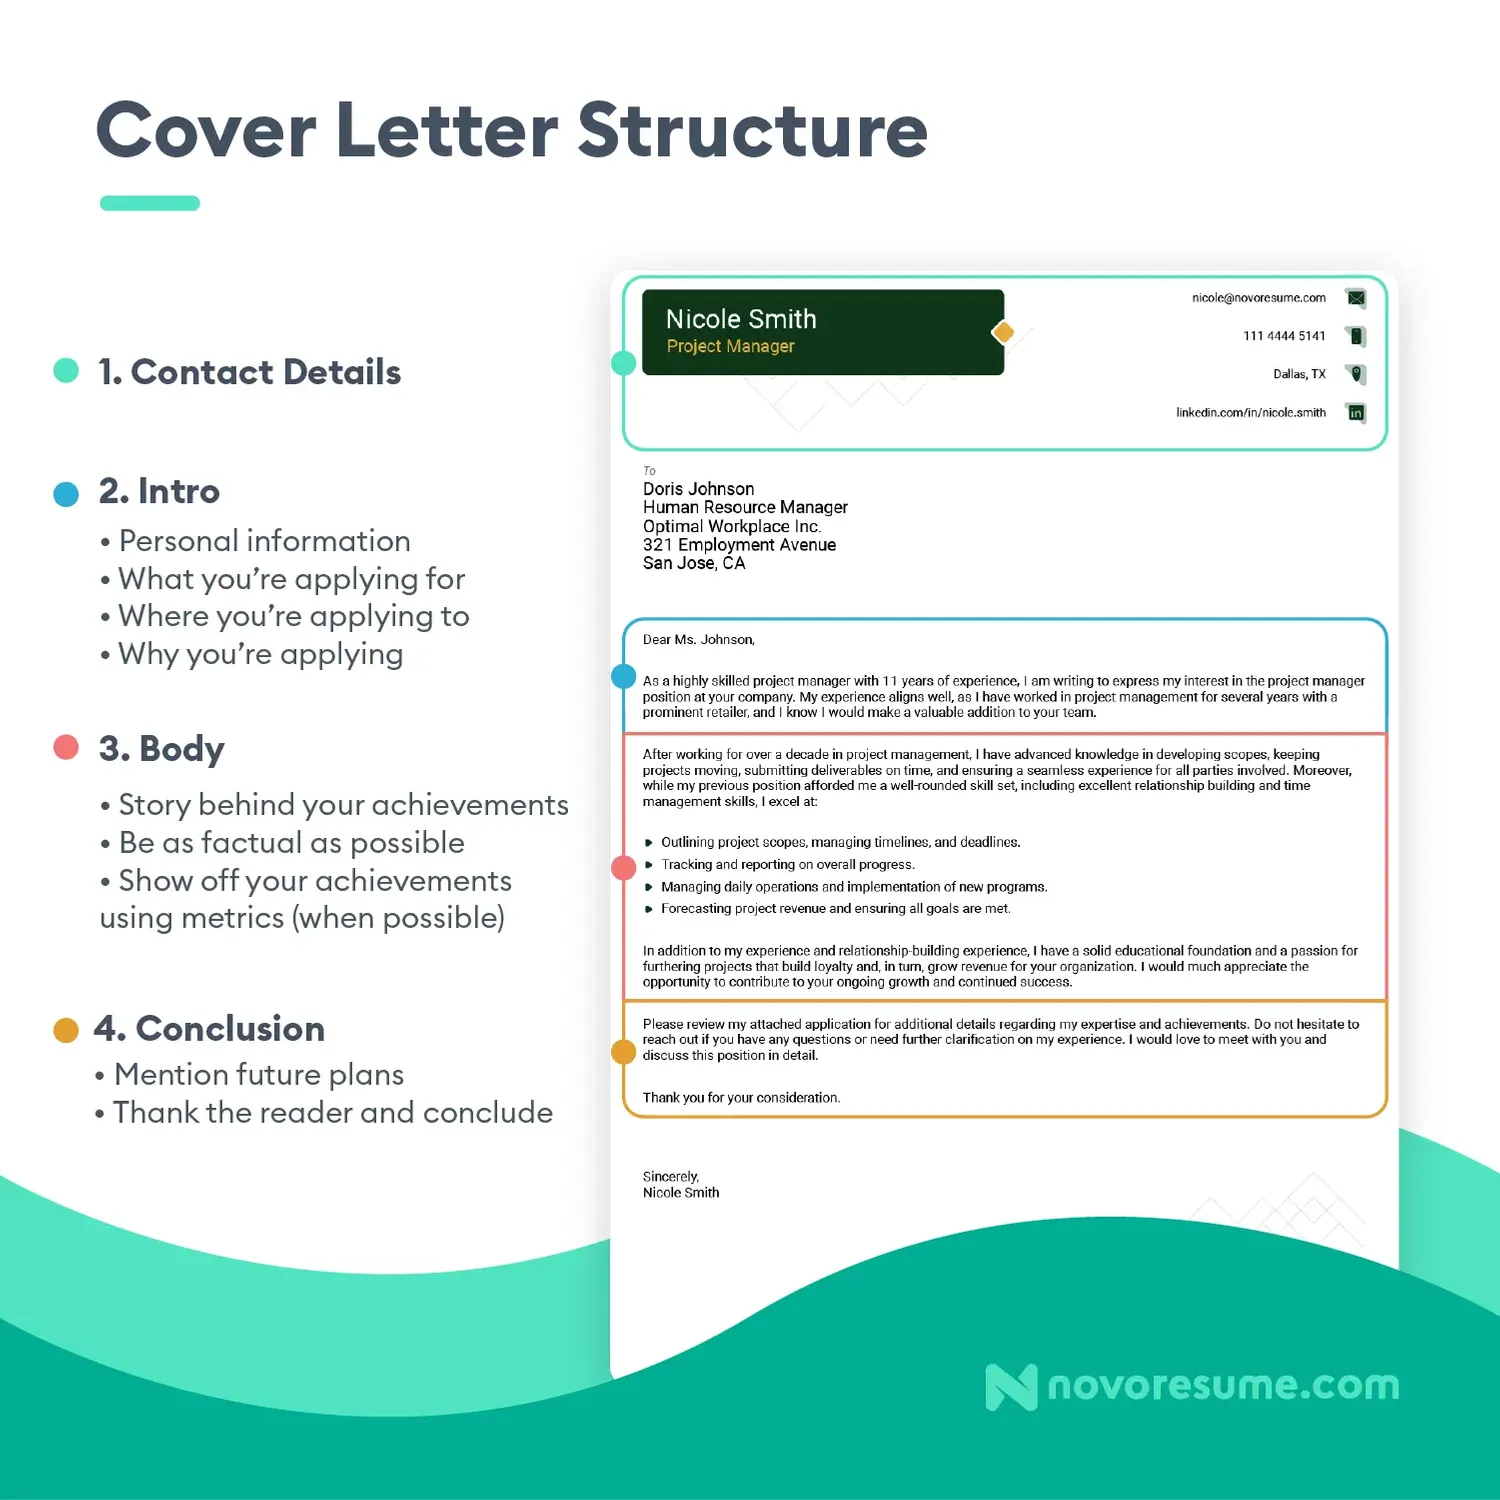 Cover Letter Structure
1. Contact Details
2. Intro
• Personal information
• What you're applying for
• Where you're applying to
• Why you're applying
3. Body
• Story behind your achievements
• Be as factual as possible
• Show off your achievements
using metrics (when possible)
4. Conclusion
• Mention future plans
• Thank the reader and conclude
Nicole Smith
Project Manager
nicole@novoresume.com
111 4444 5141
Dallas, TX
linkedin.com/in/nicole.smith
in
To
Doris Johnson
Human Resource Manager
Optimal Workplace Inc.
321 Employment Avenue
San Jose, CA
Dear Ms. Johnson,
As a highly skilled project manager with 11 years of experience, I am writing to express my interest in the project manager
position at your company. My experience aligns well, as I have worked in project management for several years with a
prominent retailer, and I know I would make a valuable addition to your team.
After working for over a decade in project management, I have advanced knowledge in developing scopes, keeping
projects moving, submitting deliverables on time, and ensuring a seamless experience for all parties involved. Moreover,
while my previous position afforded me a well-rounded skill set, including excellent relationship building and time
management skills, I excel at:
Outlining project scopes, managing timelines, and deadlines.
Tracking and reporting on overall progress.
Managing daily operations and implementation of new programs.
Forecasting project revenue and ensuring all goals are met.
In addition to my experience and relationship-building experience, I have a solid educational foundation and a passion for
furthering projects that build loyalty and, in turn, grow revenue for your organization. I would much appreciate the
opportunity to contribute to your ongoing growth and continued success.
Please review my attached application for additional details regarding my expertise and achievements. Do not hesitate to
reach out if you have any questions or need further clarification on my experience. I would love to meet with you and
discuss this position in detail.
Thank you for your consideration.
Sincerely,
Nicole Smith
novoresume.com